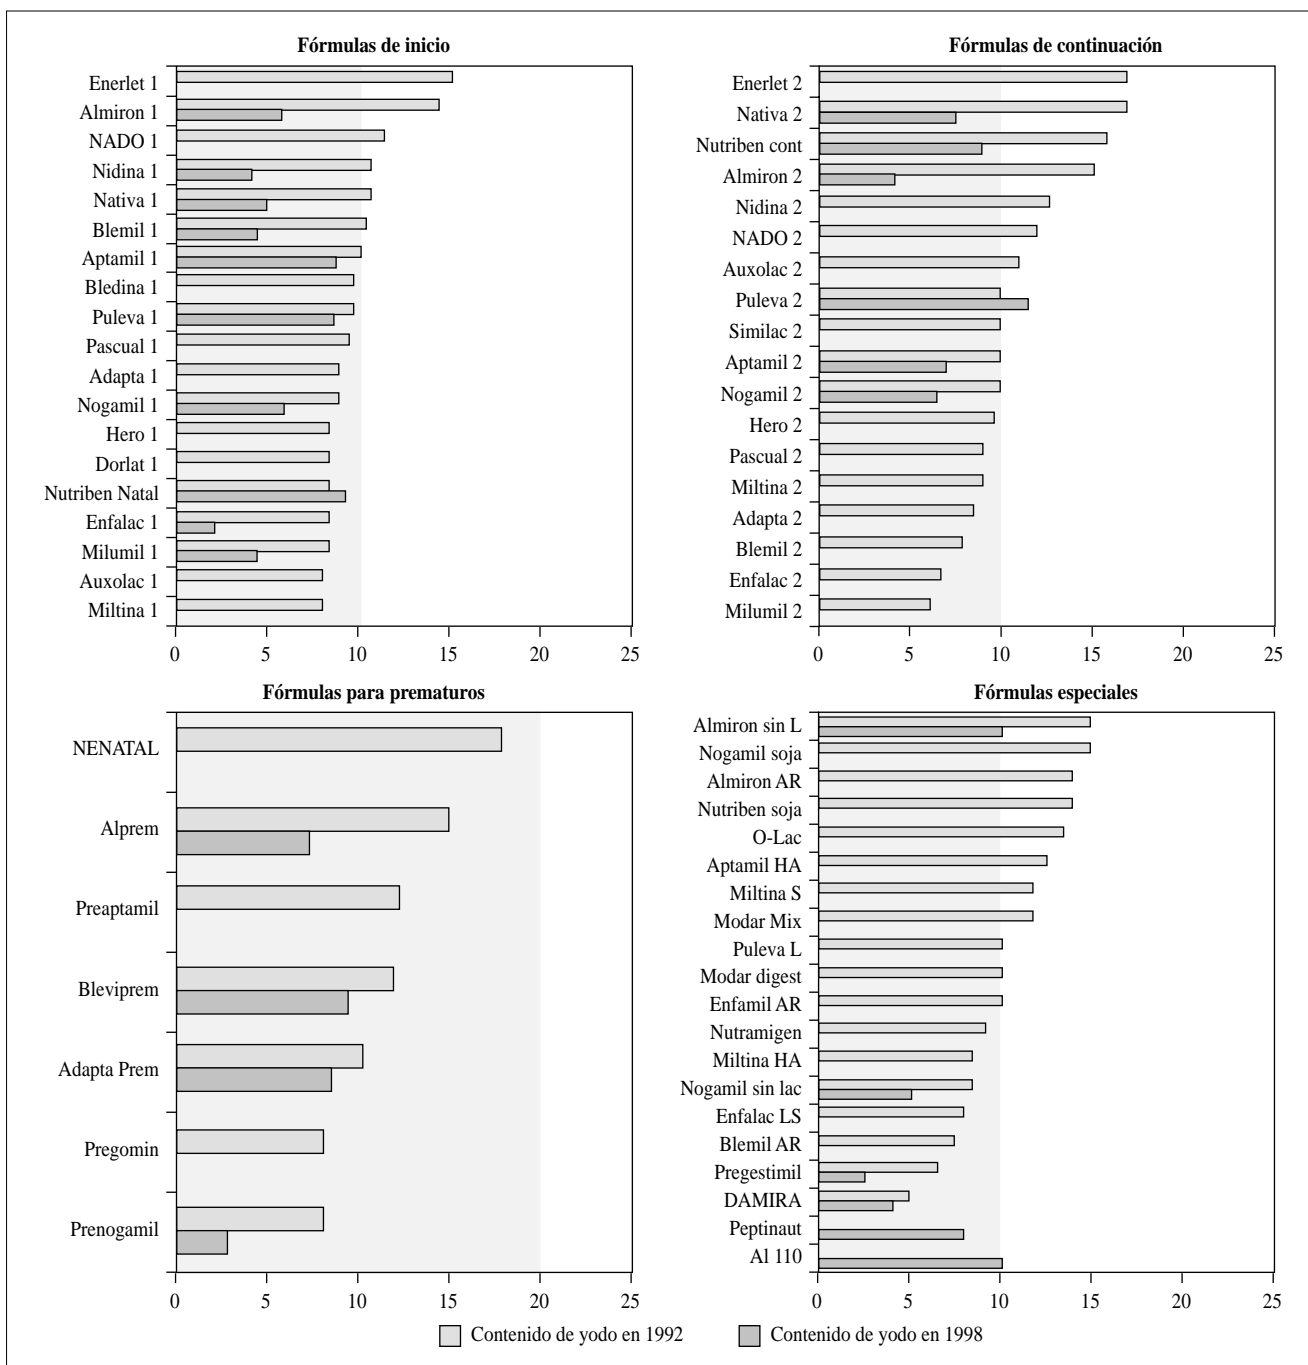 Fórmulas de inicio
Enerlet 1
Almiron 1
NADO 1
Nidina 1
Nativa 1
Blemil 1
Aptamil 1
Bledina 1
Puleva 1
Pascual 1
Adapta 1
Nogamil 1
Hero 1
Dorlat 1
Nutriben Natal
Enfalac 1
Milumil 1
Auxolac 1
Miltina 1
0 5 10 15 20 25
Fórmulas de continuación
Enerlet 2
Nativa 2
Nutriben cont
Almiron 2
Nidina 2
NADO 2
Auxolac 2
Puleva 2
Similac 2
Aptamil 2
Nogamil 2
Hero 2
Pascual 2
Miltina 2
Adapta 2
Blemil 2
Enfalac 2
Milumil 2
0 5 10 15 20 25
Fórmulas para prematuros
NENATAL
Alprem
Preaptamil
Bleviprem
Adapta Prem
Pregomin
Prenogamil
0 5 10 15 20 25
Fórmulas especiales
Almiron sin L
Nogamil soja
Almiron AR
Nutriben soja
O-Lac
Aptamil HA
Miltina S
Modar Mix
Puleva L
Modar digest
Enfamil AR
Nutramigen
Miltina HA
Nogamil sin lac
Enfalac LS
Blemil AR
Pregestimil
DAMIRA
Peptinaut
Al 110
0 5 10 15 20 25
Contenido de yodo en 1992
Contenido de yodo en 1998